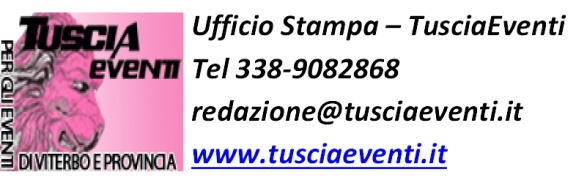 TUSCIA
eventi
PER GLI EVENTI
DI VITERBO E PROVINCIA
Ufficio Stampa – TusciaEventi
Tel 338-9082868
redazione@tusciaeventi.it
www.tusciaeventi.it